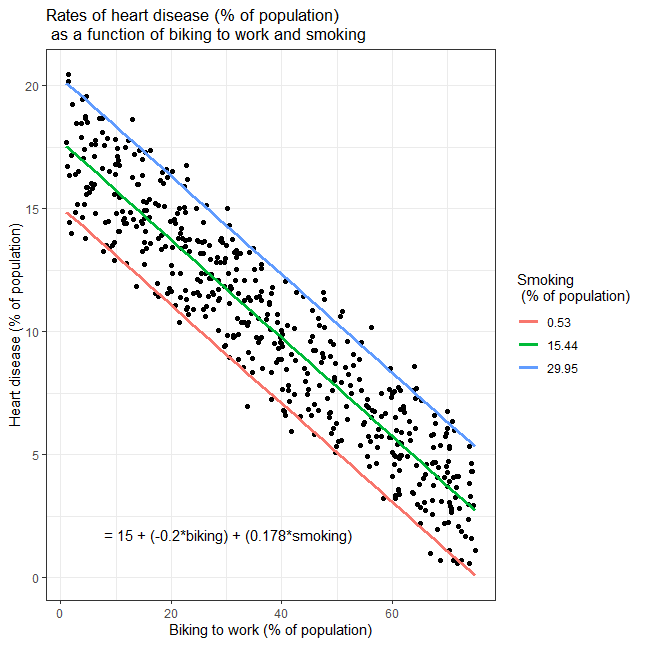 Rates of heart disease (% of population)
as a function of biking to work and smoking
20
15
10
5
0
Heart disease (% of population)
= 15 + (-0.2*biking) + (0.178*smoking)
0
20
40
60
Biking to work (% of population)
Smoking
(% of population)
0.53
15.44
29.95